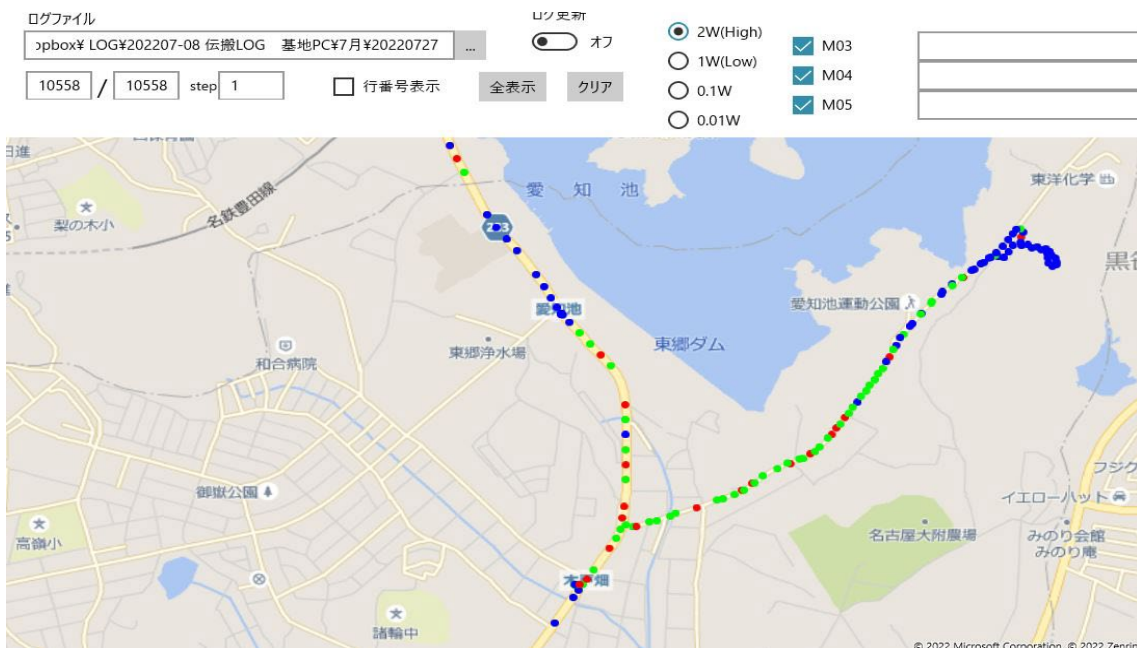 ログファイル
ログ更新
opbox¥ LOG¥202207-08 伝搬LOG 基地PC¥7月¥20220727
...
オフ
2W(High)
1W(Low)
0.1W
0.01W
M03
M04
M05
10558 / 10558 step 1
行番号表示
全表示
クリア
日進
愛知池
東洋化学
梨の木小
名鉄豊田線
愛知池
愛知池運動公園
東郷浄水場
東郷ダム
和合病院
御嶽公園
フジク
イエローハット
高嶺小
名古屋大附農場
みのり会館
みのり庵
諸輪中
© 2022 Microsoft Corporation, © 2022 Zenrin